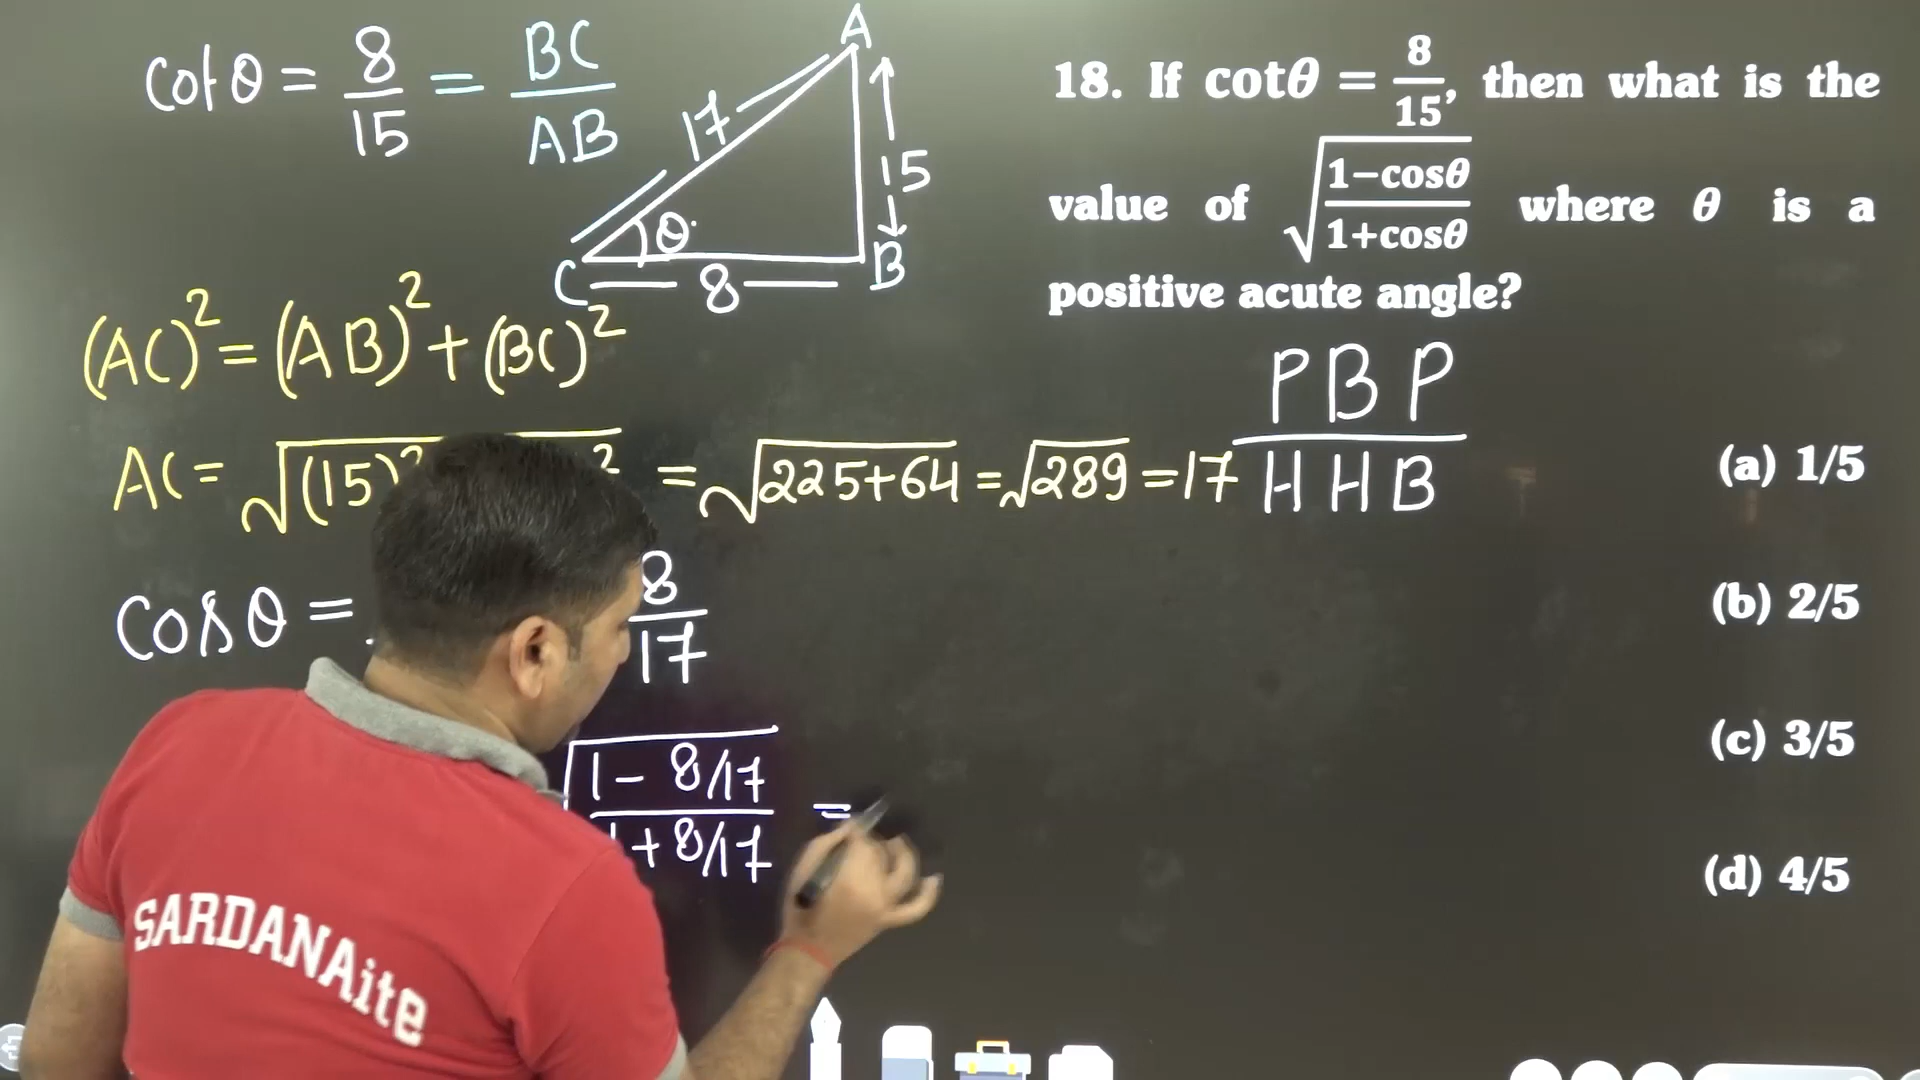 cot θ = 8/15 = BC/AB
A
17
15
θ
C
B
8
18. If cotθ = 8/15, then what is the
value of √((1−cosθ)/(1+cosθ)) where θ is a
positive acute angle?
(AC)² = (AB)² + (BC)²
P B P
H H B
AC = √((15)² ²) = √(225+64) = √289 = 17
(a) 1/5
cos θ = 8/17
(b) 2/5
√((1 − 8/17)/(+ 8/17)) =
(c) 3/5
(d) 4/5
SARDANAite